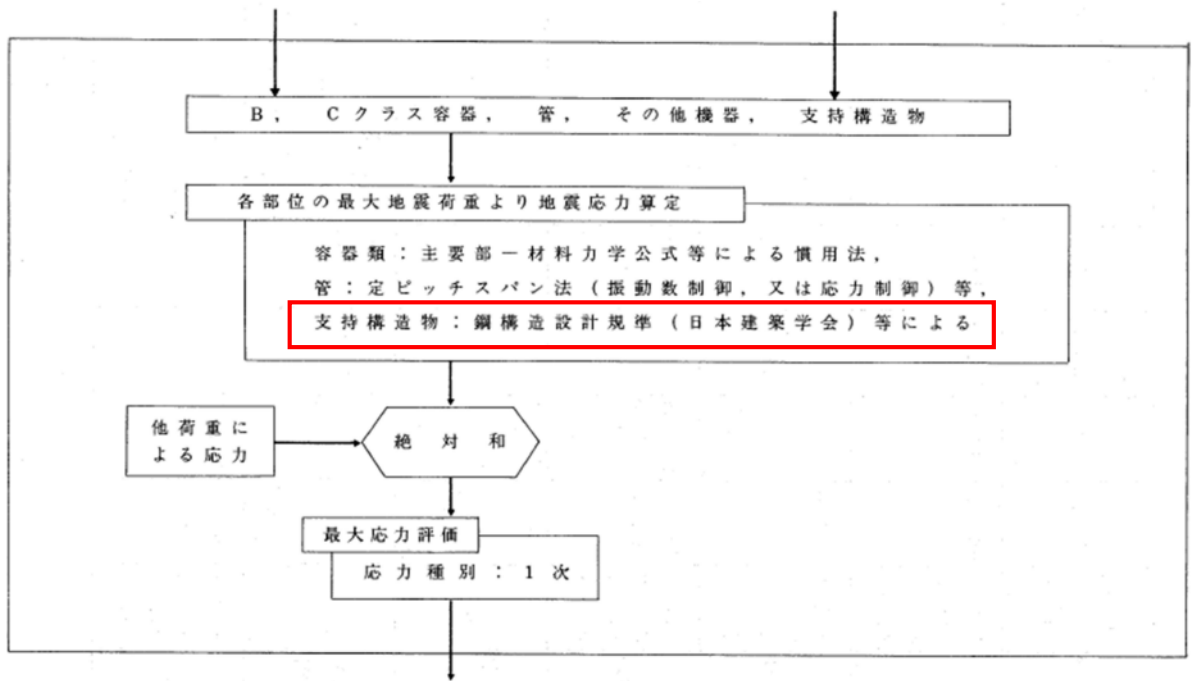 B， Cクラス容器， 管， その他機器， 支持構造物
各部位の最大地震荷重より地震応力算定
容器類：主要部－材料力学公式等による慣用法，
管：定ピッチスパン法（振動数制御，又は応力制御）等，
支持構造物：鋼構造設計規準（日本建築学会）等による
他荷重に
よる応力
絶対和
最大応力評価
応力種別：1次